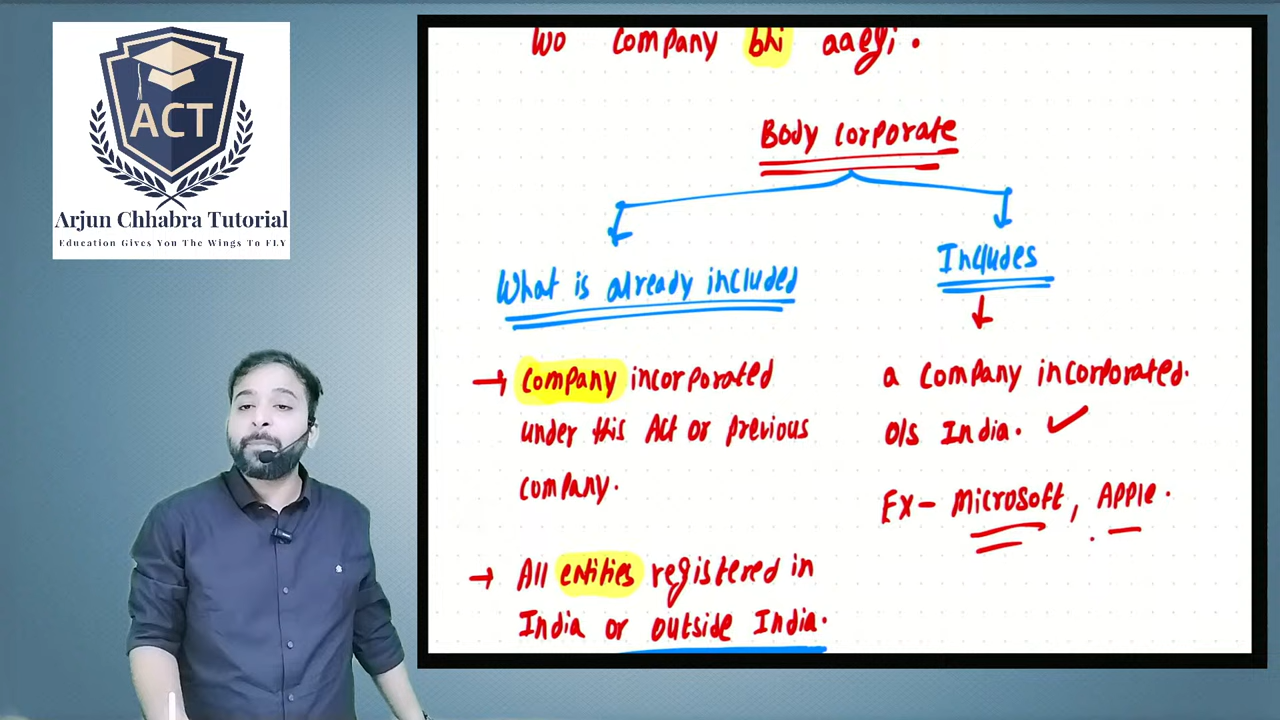 ACT
Arjun Chhabra Tutorial
Education Gives You The Wings To FLY
wo company bhi aaegi.
Body corporate
What is already included
→ company incorporated
under this Act or previous
company.
→ All entities registered in
India or outside India.
Includes
a company incorporated.
o/s India. ✓
Ex- Microsoft, Apple.